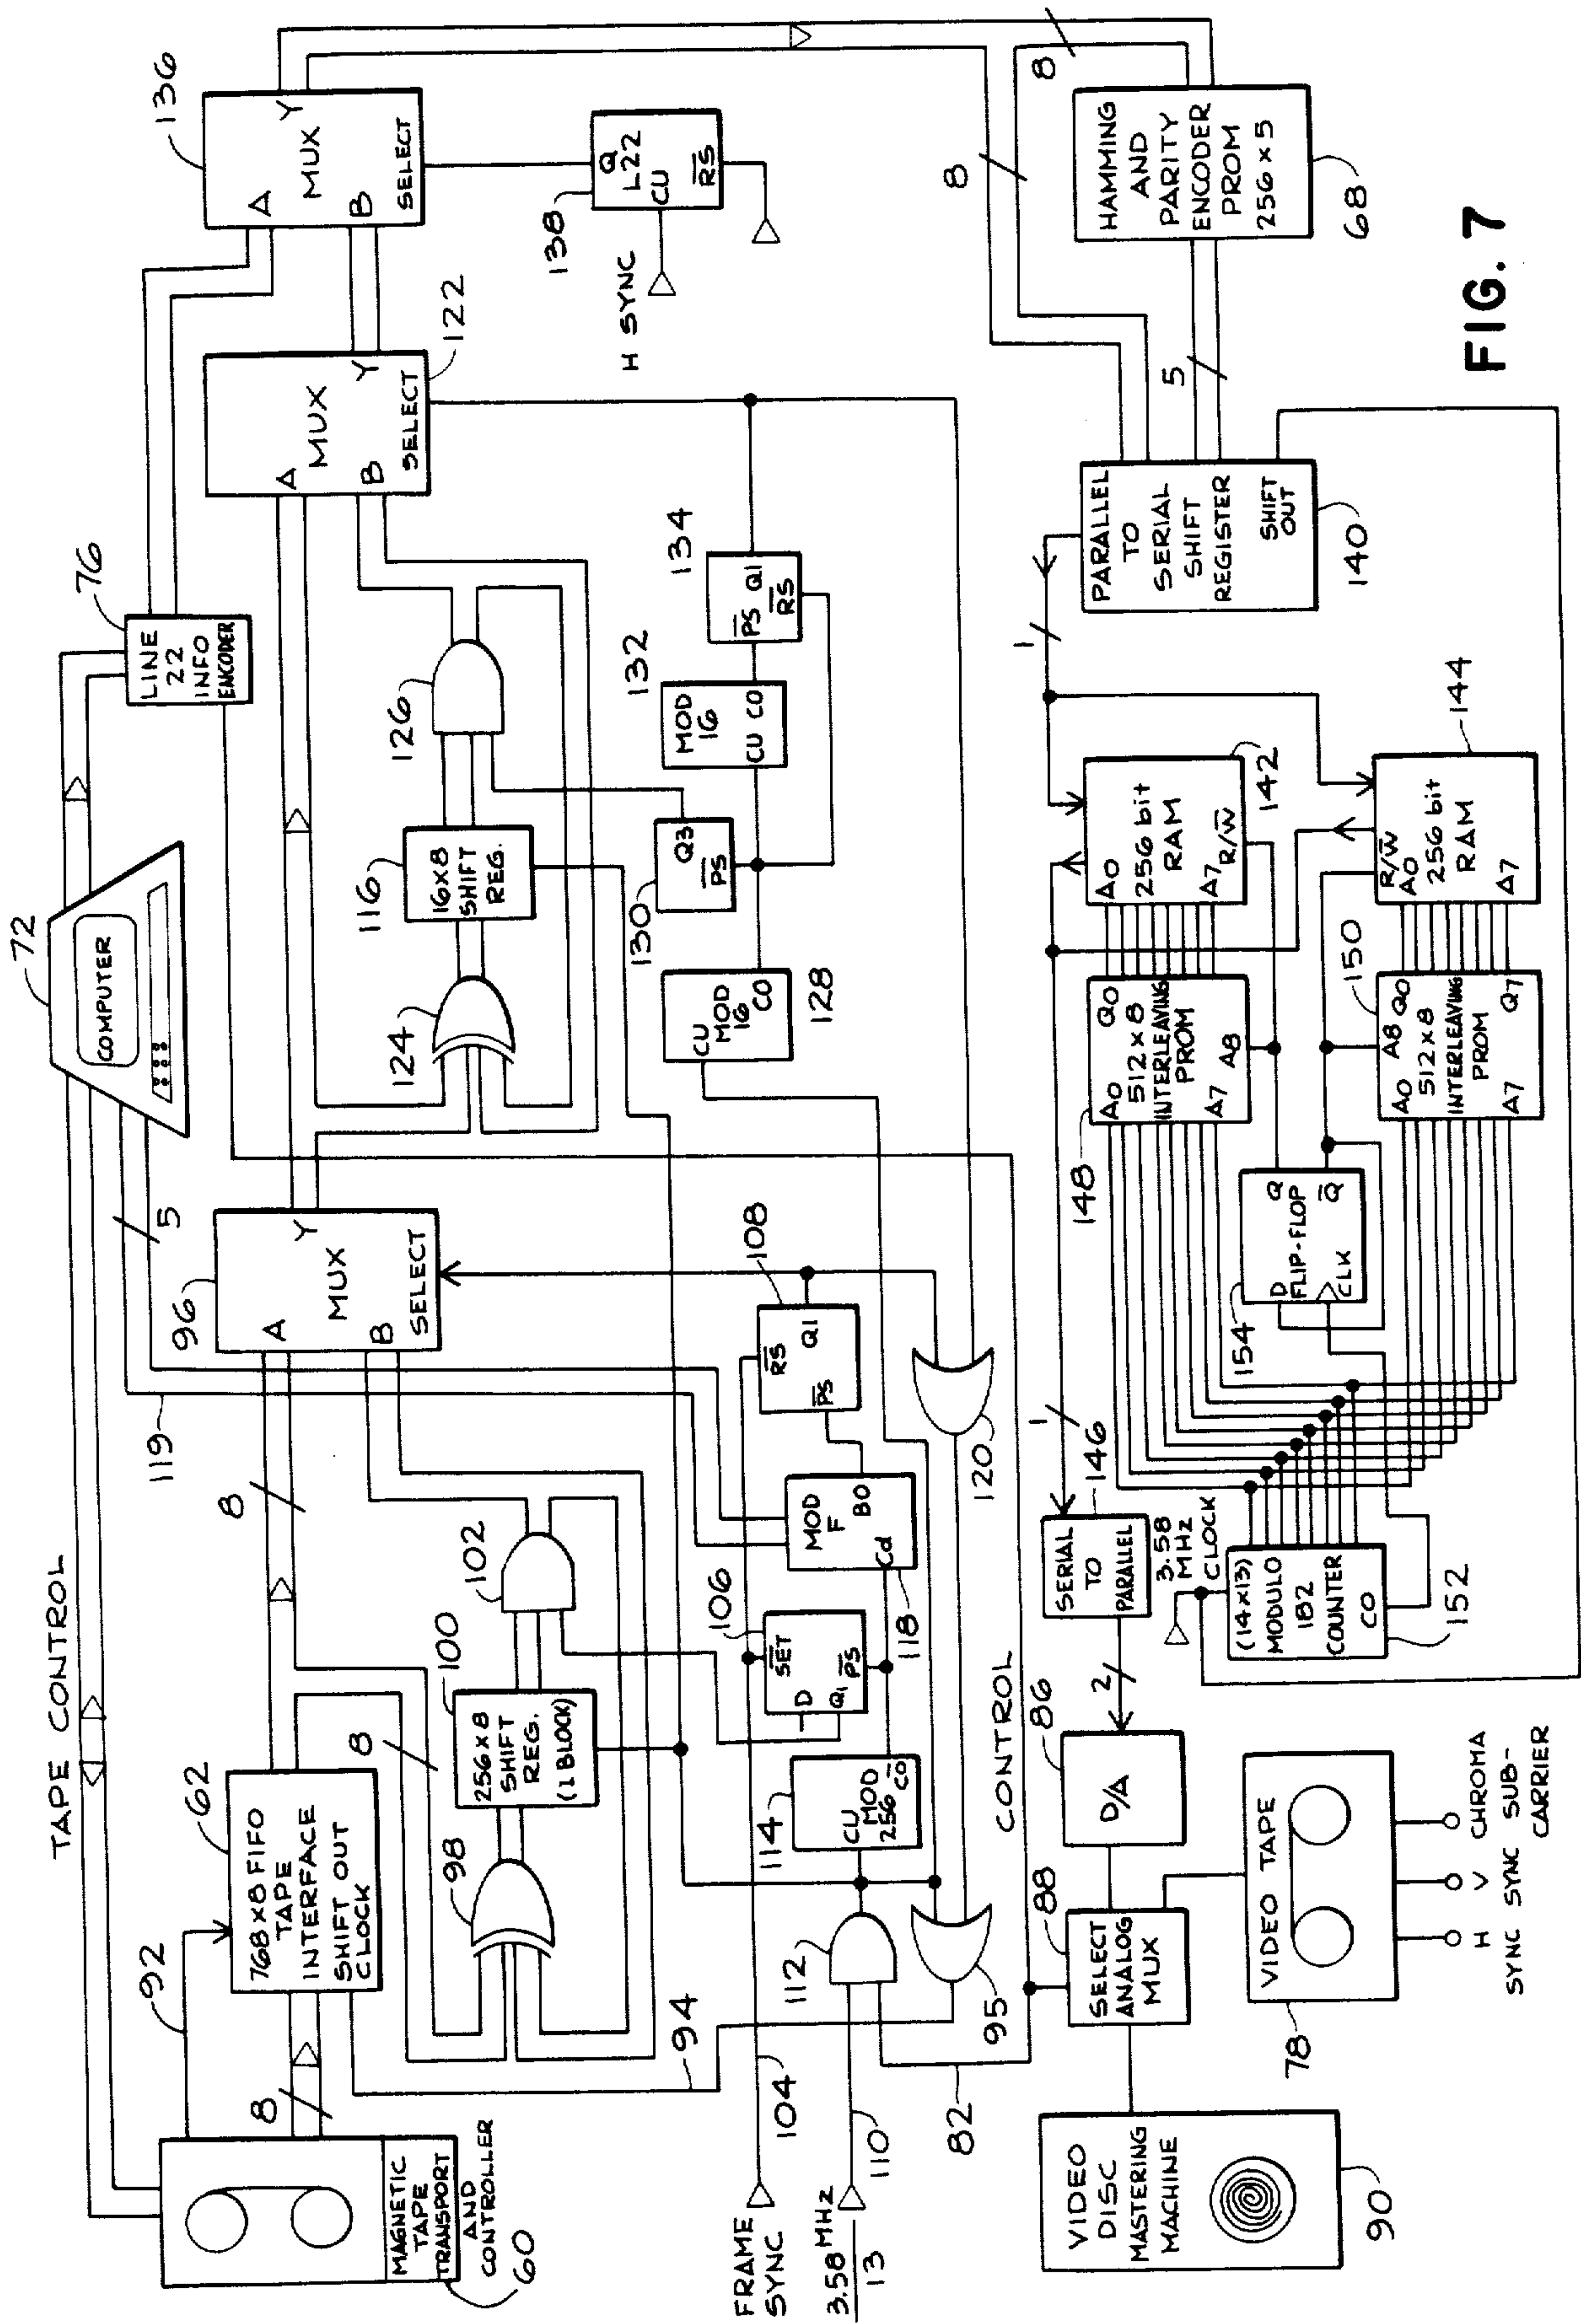 TAPE CONTROL
72
COMPUTER
76
LINE
22
INFO
ENCODER
136
A
MUX
Y
B
SELECT
Q
L22
CU
RS
138
H SYNC
A
MUX
Y
B
SELECT
122
92
62
768 x 8 FIFO
TAPE
INTERFACE
SHIFT OUT
CLOCK
8
8
8
119
5
96
A
MUX
Y
B
SELECT
MAGNETIC
TAPE
TRANSPORT
AND
CONTROLLER
60
98
100
256 x 8
SHIFT
REG.
(1 BLOCK)
102
94
124
116
16x8
SHIFT
REG.
126
130
Q3
PS
MOD
16
CU CO
132
PS Q1
RS
134
CU
MOD
16
CO
128
FRAME
SYNC
104
3.58 MHz
13
110
112
82
95
114
CU
MOD
256
CO
106
SET
D
Q1
PS
MOD
F
BO
Cd
118
RS
Q1
PS
108
120
CONTROL
VIDEO
DISC
MASTERING
MACHINE
90
88
SELECT
ANALOG
MUX
86
D/A
2
VIDEO TAPE
78
H
SYNC
V
SYNC
CHROMA
SUB-
CARRIER
146
SERIAL
TO
PARALLEL
1
3.58
MHz
CLOCK
(14x13)
MODULO
182
COUNTER
CO
152
154
D
Q
FLIP-FLOP
CLK
Q
148
A0
Q0
512 x 8
INTERLEAVING
PROM
A7
A8
150
A8 Q0
A0
512 x 8
INTERLEAVING
PROM
A7
Q7
A0
256 bit
RAM
A7 R/W
142
R/W
A0
256 bit
RAM
A7
144
1
PARALLEL
TO
SERIAL
SHIFT
REGISTER
SHIFT
OUT
140
5
8
8
HAMMING
AND
PARITY
ENCODER
PROM
256 x 5
68
FIG. 7